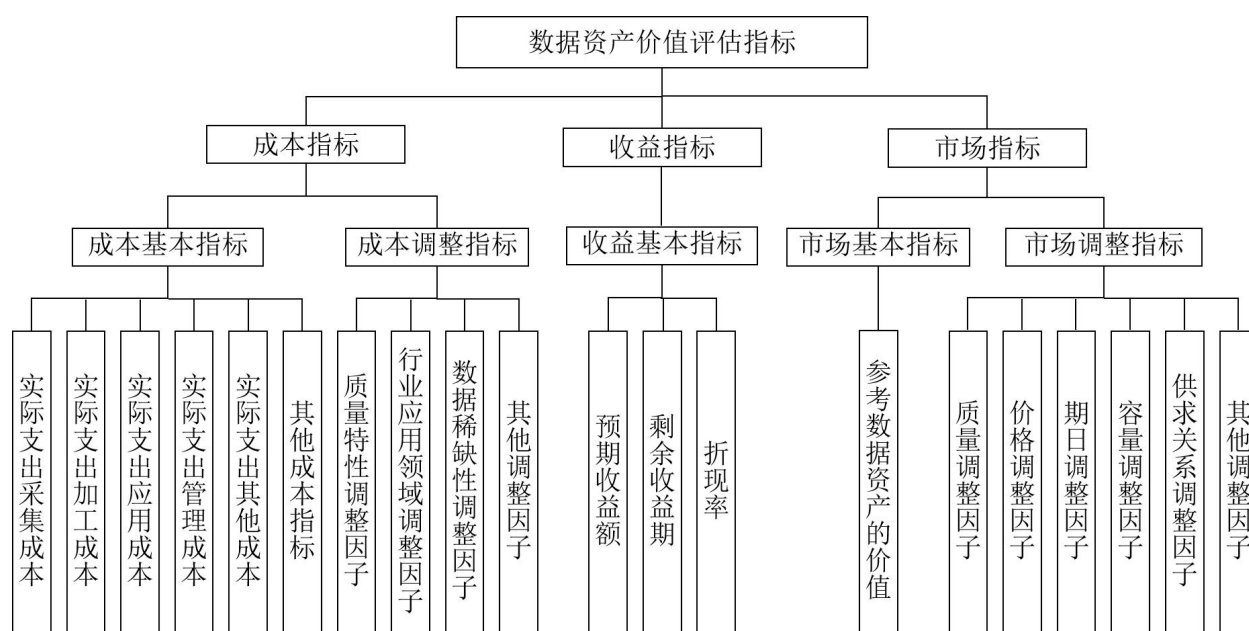 数据资产价值评估指标
成本指标
收益指标
市场指标
成本基本指标
成本调整指标
收益基本指标
市场基本指标
市场调整指标
实际支出采集成本
实际支出加工成本
实际支出应用成本
实际支出管理成本
实际支出其他成本
其他成本指标
质量特性调整因子
行业应用领域调整因子
数据稀缺性调整因子
其他调整因子
预期收益额
剩余收益期
折现率
参考数据资产的价值
质量调整因子
价格调整因子
期日调整因子
容量调整因子
供求关系调整因子
其他调整因子